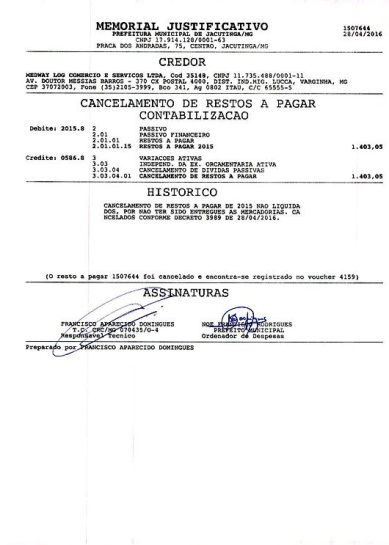 MEMORIAL JUSTIFICATIVO
1507644
PREFEITURA MUNICIPAL DE JACUTINGA/MG
28/04/2016
CNPJ 17.914.128/0001-63
PRACA DOS ANDRADAS, 75, CENTRO, JACUTINGA/MG
CREDOR
MEDWAY LOG COMERCIO E SERVICOS LTDA, Cod 35148, CNPJ 11.735.488/0001-11
AV. DOUTOR MESSIAS BARROS - 370 CX POSTAL 4080, DIST. IND.MIG. LUCCA, VARGINHA, MG
CEP 37072003, Fone (35)2105-3999, Bco 341, Ag 0802 ITAU, C/C 65555-5
CANCELAMENTO DE RESTOS A PAGAR
CONTABILIZACAO
Debite: 2015.8 2 PASSIVO
2.01 PASSIVO FINANCEIRO
2.01.01 RESTOS A PAGAR
2.01.01.15 RESTOS A PAGAR 2015 1.403,05
Credite: 0586.8 3 VARIACOES ATIVAS
3.03 INDEPEND. DA EX. ORCAMENTARIA ATIVA
3.03.04 CANCELAMENTO DE DIVIDAS PASSIVAS
3.03.04.01 CANCELAMENTO DE RESTOS A PAGAR 1.403,05
HISTORICO
CANCELAMENTO DE RESTOS A PAGAR DE 2015 NAO LIQUIDA
DOS, POR NAO TER SIDO ENTREGUES AS MERCADORIAS. CA
NCELADOS CONFORME DECRETO 3989 DE 28/04/2016.
(O resto a pagar 1507644 foi cancelado e encontra-se registrado no voucher 4159)
ASSINATURAS
FRANCISCO APARECIDO DOMINGUES
T.C. CRC/MG 070435/O-4
Responsavel Tecnico
NOE FRANCISCO RODRIGUES
PREFEITO MUNICIPAL
Ordenador de Despesas
Preparado por FRANCISCO APARECIDO DOMINGUES